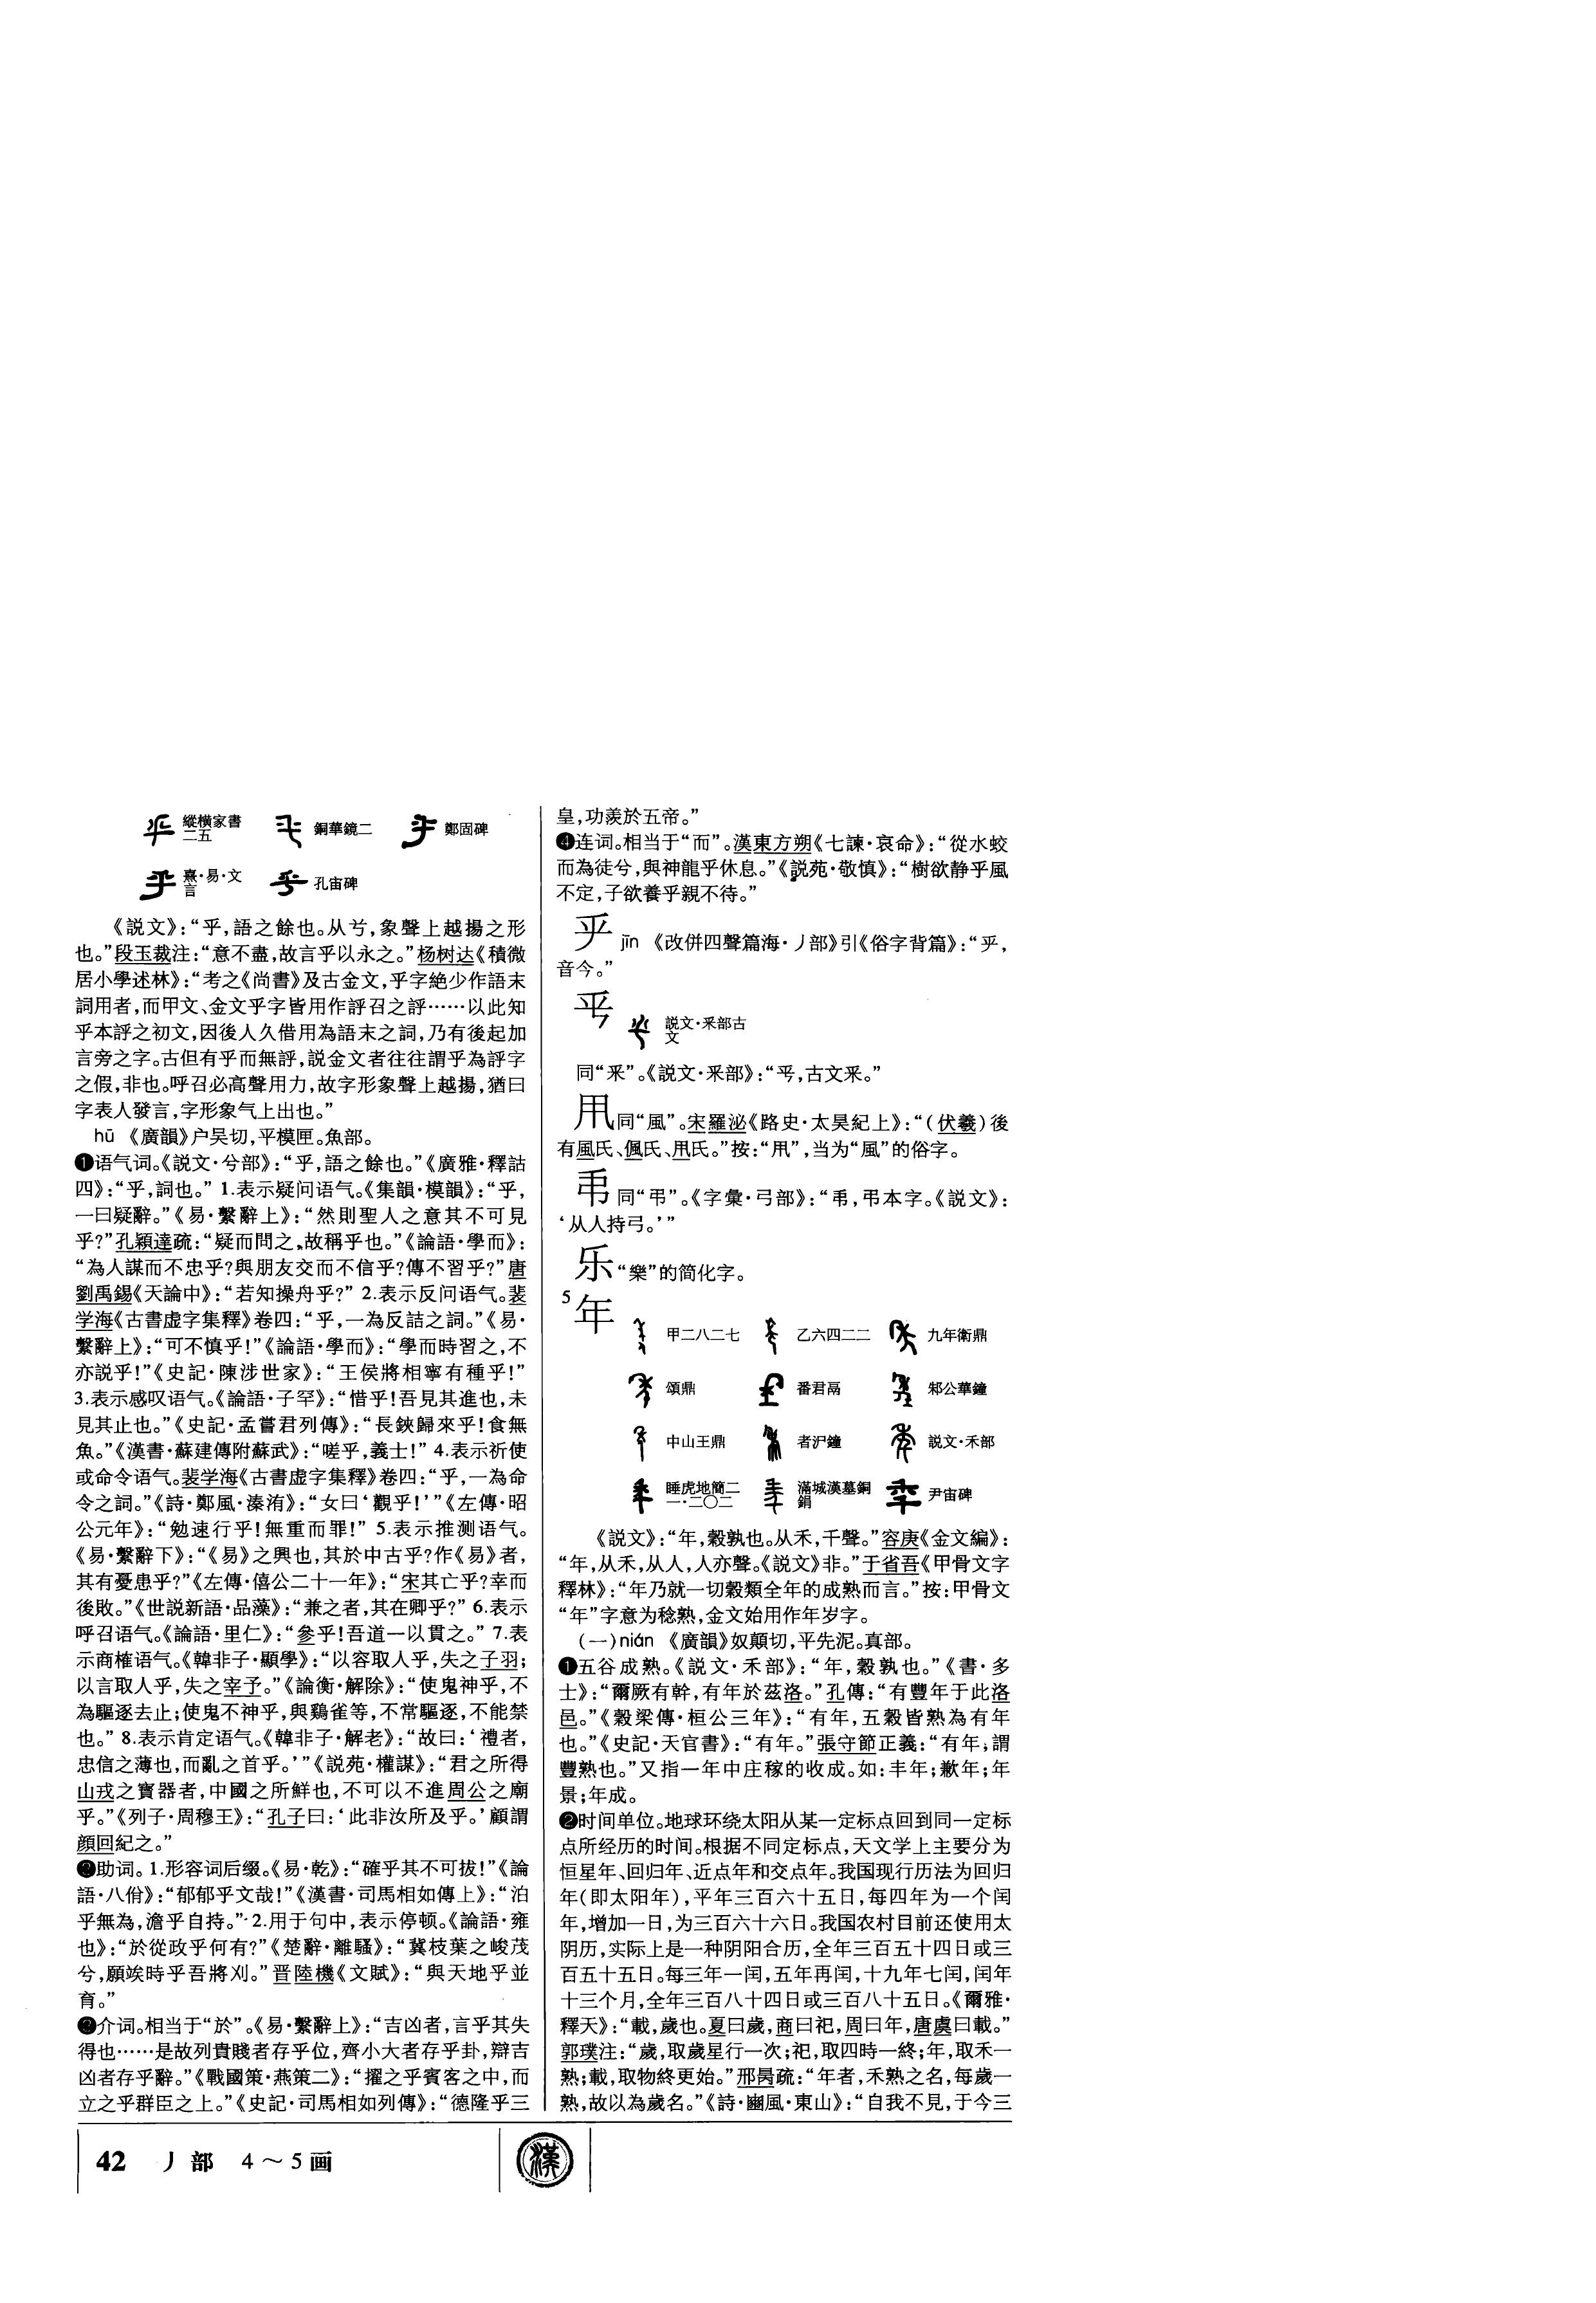 縱横家書
二五
銅華鏡二
鄭固碑
熹·易·文
言
孔宙碑
《説文》：“乎，語之餘也。从兮，象聲上越揚之形
也。”段玉裁注：“意不盡，故言乎以永之。”杨树达《積微
居小學述林》：“考之《尚書》及古金文，乎字絶少作語末
詞用者，而甲文、金文乎字皆用作評召之評……以此知
乎本評之初文，因後人久借用為語末之詞，乃有後起加
言旁之字。古但有乎而無評，説金文者往往謂乎為評字
之假，非也。呼召必高聲用力，故字形象聲上越揚，猶曰
字表人發言，字形象气上出也。”
hū 《廣韻》户吴切，平模匣。魚部。
❶语气词。《説文·兮部》：“乎，語之餘也。”《廣雅·釋詁
四》：“乎，詞也。” 1.表示疑问语气。《集韻·模韻》：“乎，
一曰疑辭。”《易·繫辭上》：“然則聖人之意其不可見
乎？”孔穎達疏：“疑而問之，故稱乎也。”《論語·學而》：
“為人謀而不忠乎？與朋友交而不信乎？傳不習乎？”唐
劉禹錫《天論中》：“若知操舟乎？” 2.表示反问语气。裴
学海《古書虚字集釋》卷四：“乎，一為反詰之詞。”《易·
繫辭上》：“可不慎乎！”《論語·學而》：“學而時習之，不
亦説乎！”《史記·陳涉世家》：“王侯將相寧有種乎！”
3.表示感叹语气。《論語·子罕》：“惜乎！吾見其進也，未
見其止也。”《史記·孟嘗君列傳》：“長鋏歸來乎！食無
魚。”《漢書·蘇建傳附蘇武》：“嗟乎，義士！” 4.表示祈使
或命令语气。裴学海《古書虚字集釋》卷四：“乎，一為命
令之詞。”《詩·鄭風·溱洧》：“女曰‘觀乎！’”《左傳·昭
公元年》：“勉速行乎！無重而罪！” 5.表示推测语气。
《易·繫辭下》：“《易》之興也，其於中古乎？作《易》者，
其有憂患乎？”《左傳·僖公二十一年》：“宋其亡乎？幸而
後敗。”《世説新語·品藻》：“兼之者，其在卿乎？” 6.表示
呼召语气。《論語·里仁》：“參乎！吾道一以貫之。” 7.表
示商榷语气。《韓非子·顯學》：“以容取人乎，失之子羽；
以言取人乎，失之宰予。”《論衡·解除》：“使鬼神乎，不
為驅逐去止；使鬼不神乎，與鷄雀等，不常驅逐，不能禁
也。” 8.表示肯定语气。《韓非子·解老》：“故曰：‘禮者，
忠信之薄也，而亂之首乎。’”《説苑·權謀》：“君之所得
山戎之寳器者，中國之所鮮也，不可以不進周公之廟
乎。”《列子·周穆王》：“孔子曰：‘此非汝所及乎。’顧謂
顔回紀之。”
❷助词。1.形容词后缀。《易·乾》：“確乎其不可拔！”《論
語·八佾》：“郁郁乎文哉！”《漢書·司馬相如傳上》：“泊
乎無為，澹乎自持。” 2.用于句中，表示停顿。《論語·雍
也》：“於從政乎何有？”《楚辭·離騷》：“冀枝葉之峻茂
兮，願竢時乎吾將刈。”晋陸機《文賦》：“與天地乎並
育。”
❸介词。相当于“於”。《易·繫辭上》：“吉凶者，言乎其失
得也……是故列貴賤者存乎位，齊小大者存乎卦，辯吉
凶者存乎辭。”《戰國策·燕策二》：“擢之乎賓客之中，而
立之乎群臣之上。”《史記·司馬相如列傳》：“德隆乎三
皇，功羨於五帝。”
❹连词。相当于“而”。漢東方朔《七諫·哀命》：“從水蛟
而為徒兮，與神龍乎休息。”《説苑·敬慎》：“樹欲静乎風
不定，子欲養乎親不待。”
jīn 《改併四聲篇海·丿部》引《俗字背篇》：“，
音今。”
説文·釆部古
文
同“釆”。《説文·釆部》：“，古文釆。”
同“風”。宋羅泌《路史·太昊紀上》：“（伏羲）後
有風氏、偑氏、氏。”按：“”，当为“風”的俗字。
同“弔”。《字彙·弓部》：“，弔本字。《説文》：
‘从人持弓。’”
乐“樂”的简化字。
5年
甲二八二七
乙六四二二
九年衛鼎
頌鼎
番君鬲
邾公華鐘
中山王鼎
者沪鐘
説文·禾部
睡虎地簡二
一·二〇二
滿城漢墓銅
鋗
尹宙碑
《説文》：“年，穀孰也。从禾，千聲。”容庚《金文編》：
“年，从禾，从人，人亦聲。《説文》非。”于省吾《甲骨文字
釋林》：“年乃就一切穀類全年的成熟而言。”按：甲骨文
“年”字意为稔熟，金文始用作年岁字。
（一）nián 《廣韻》奴顛切，平先泥。真部。
❶五谷成熟。《説文·禾部》：“年，穀孰也。”《書·多
士》：“爾厥有幹，有年於兹洛。”孔傳：“有豐年于此洛
邑。”《穀梁傳·桓公三年》：“有年，五穀皆熟為有年
也。”《史記·天官書》：“有年。”張守節正義：“有年，謂
豐熟也。”又指一年中庄稼的收成。如：丰年；歉年；年
景；年成。
❷时间单位。地球环绕太阳从某一定标点回到同一定标
点所经历的时间。根据不同定标点，天文学上主要分为
恒星年、回归年、近点年和交点年。我国现行历法为回归
年（即太阳年），平年三百六十五日，每四年为一个闰
年，增加一日，为三百六十六日。我国农村目前还使用太
阴历，实际上是一种阴阳合历，全年三百五十四日或三
百五十五日。每三年一闰，五年再闰，十九年七闰，闰年
十三个月，全年三百八十四日或三百八十五日。《爾雅·
釋天》：“載，歲也。夏曰歲，商曰祀，周曰年，唐虞曰載。”
郭璞注：“歲，取歲星行一次；祀，取四時一終；年，取禾一
熟；載，取物終更始。”邢昺疏：“年者，禾熟之名，每歲一
熟，故以為歲名。”《詩·豳風·東山》：“自我不見，于今三
42 丿部 4～5画
漢